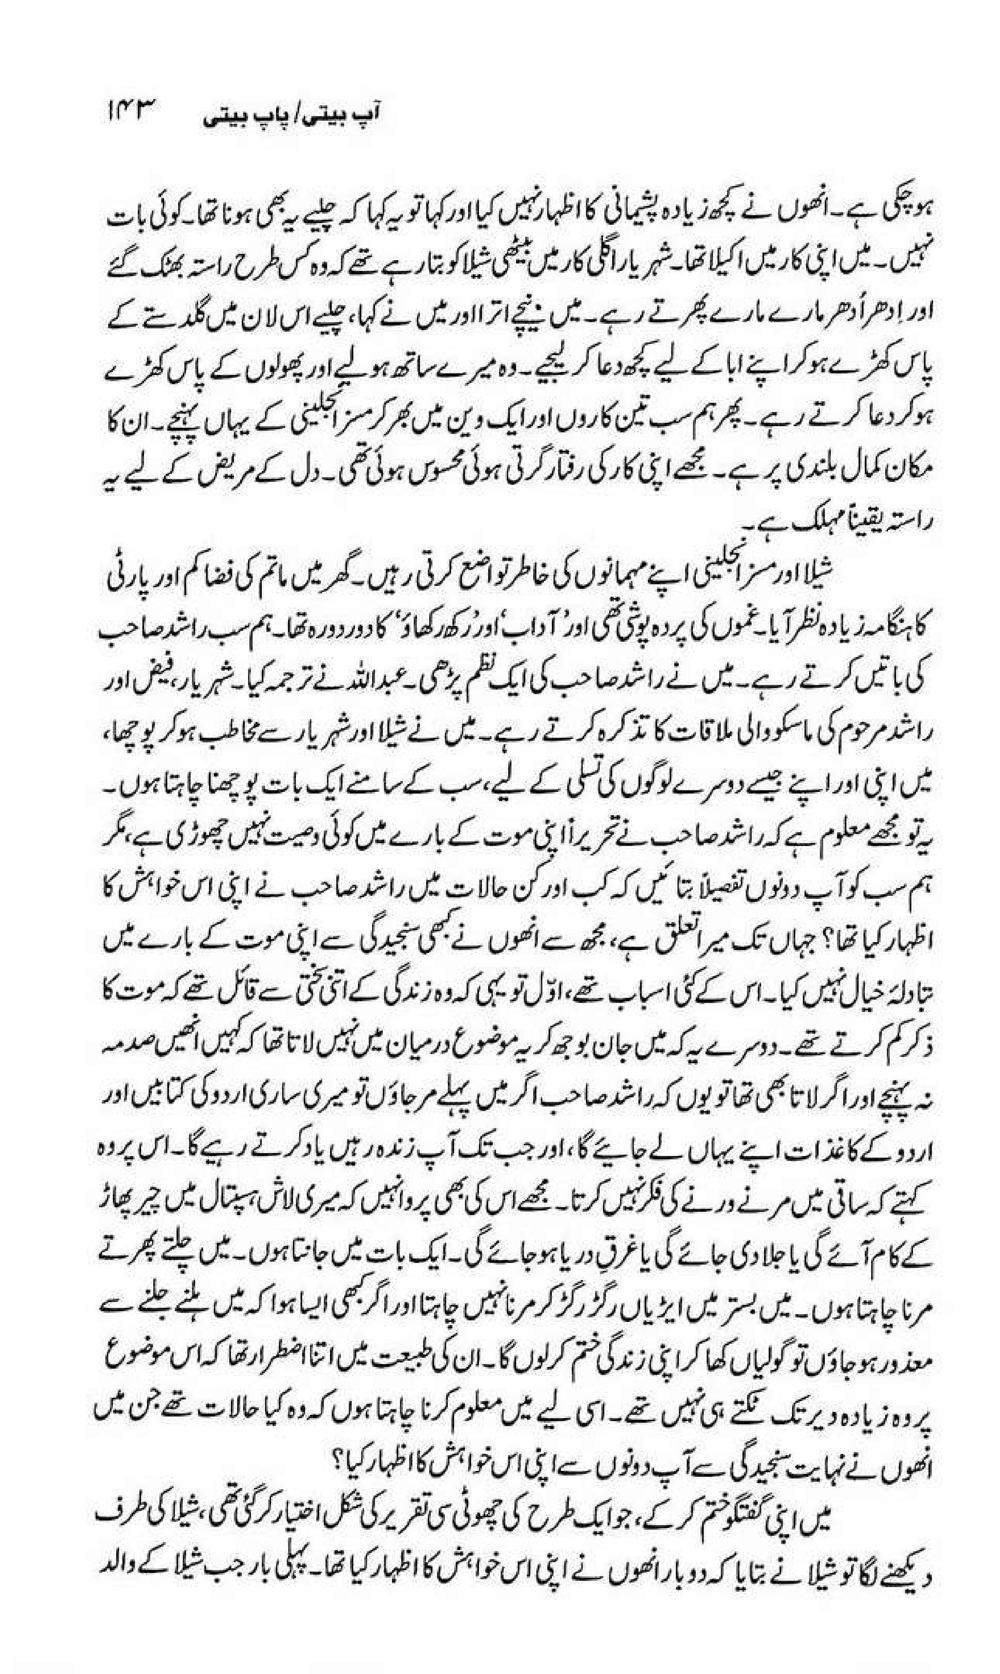 آپ بیتی/پاپ بیتی ۱۴۳
ہو چکی ہے۔ انھوں نے کچھ زیادہ پشیمانی کا اظہار نہیں کیا اور کہا تو یہ کہا کہ چلیے یہ بھی ہونا تھا۔ کوئی بات
نہیں۔ میں اپنی کار میں اکیلا تھا۔ شہریار اگلی کار میں بیٹھی شیلا کو بتا رہے تھے کہ وہ کس طرح راستہ بھٹک گئے
اور اِدھر اُدھر مارے مارے پھرتے رہے۔ میں نیچے اترا اور میں نے کہا، چلیے اس لان میں گلدستے کے
پاس کھڑے ہو کر اپنے ابا کے لیے کچھ دعا کر لیجیے۔ وہ میرے ساتھ ہو لیے اور پھولوں کے پاس کھڑے
ہو کر دعا کرتے رہے۔ پھر ہم سب تین کاروں اور ایک وین میں بھر کر مسز انجلینی کے یہاں پہنچے۔ ان کا
مکان کمال بلندی پر ہے۔ مجھے اپنی کار کی رفتار گرتی ہوئی محسوس ہوئی تھی۔ دل کے مریض کے لیے یہ
راستہ یقیناً مہلک ہے۔
شیلا اور مسز انجلینی اپنے مہمانوں کی خاطر تواضع کرتی رہیں۔ گھر میں ماتم کی فضا کم اور پارٹی
کا ہنگامہ زیادہ نظر آیا۔ غموں کی پردہ پوشی تھی اور ’آداب‘ اور ’رکھ رکھاؤ‘ کا دور دورہ تھا۔ ہم سب راشد صاحب
کی باتیں کرتے رہے۔ میں نے راشد صاحب کی ایک نظم پڑھی۔ عبداللہ نے ترجمہ کیا۔ شہریار، فیض اور
راشد مرحوم کی ماسکو والی ملاقات کا تذکرہ کرتے رہے۔ میں نے شیلا اور شہریار سے مخاطب ہو کر پوچھا،
میں اپنی اور اپنے جیسے دوسرے لوگوں کی تسلی کے لیے، سب کے سامنے ایک بات پوچھنا چاہتا ہوں۔
یہ تو مجھے معلوم ہے کہ راشد صاحب نے تحریراً اپنی موت کے بارے میں کوئی وصیت نہیں چھوڑی ہے، مگر
ہم سب کو آپ دونوں تفصیلاً بتائیں کہ کب اور کن حالات میں راشد صاحب نے اپنی اس خواہش کا
اظہار کیا تھا؟ جہاں تک میرا تعلق ہے، مجھ سے انھوں نے کبھی سنجیدگی سے اپنی موت کے بارے میں
تبادلۂ خیال نہیں کیا۔ اس کے کئی اسباب تھے، اوّل تو یہی کہ وہ زندگی کے اتنی سختی سے قائل تھے کہ موت کا
ذکر کم کرتے تھے۔ دوسرے یہ کہ میں جان بوجھ کر یہ موضوع درمیان میں نہیں لاتا تھا کہ کہیں انھیں صدمہ
نہ پہنچے اور اگر لاتا بھی تھا تو یوں کہ راشد صاحب اگر میں پہلے مر جاؤں تو میری ساری اردو کی کتابیں اور
اردو کے کاغذات اپنے یہاں لے جائیے گا، اور جب تک آپ زندہ رہیں یاد کرتے رہیے گا۔ اس پر وہ
کہتے کہ ساقی میں مرنے ورنے کی فکر نہیں کرتا۔ مجھے اس کی بھی پروا نہیں کہ میری لاش ہسپتال میں چیر پھاڑ
کے کام آئے گی یا جلا دی جائے گی یا غرقِ دریا ہو جائے گی۔ ایک بات میں جانتا ہوں۔ میں چلتے پھرتے
مرنا چاہتا ہوں۔ میں بستر میں ایڑیاں رگڑ رگڑ کر مرنا نہیں چاہتا اور اگر کبھی ایسا ہوا کہ میں ہلنے جلنے سے
معذور ہو جاؤں تو گولیاں کھا کر اپنی زندگی ختم کر لوں گا۔ ان کی طبیعت میں اتنا اضطرار تھا کہ اس موضوع
پر وہ زیادہ دیر تک ٹکتے ہی نہیں تھے۔ اسی لیے میں معلوم کرنا چاہتا ہوں کہ وہ کیا حالات تھے جن میں
انھوں نے نہایت سنجیدگی سے آپ دونوں سے اپنی اس خواہش کا اظہار کیا؟
میں اپنی گفتگو ختم کر کے، جو ایک طرح کی چھوٹی سی تقریر کی شکل اختیار کر گئی تھی، شیلا کی طرف
دیکھنے لگا تو شیلا نے بتایا کہ دو بار انھوں نے اپنی اس خواہش کا اظہار کیا تھا۔ پہلی بار جب شیلا کے والد